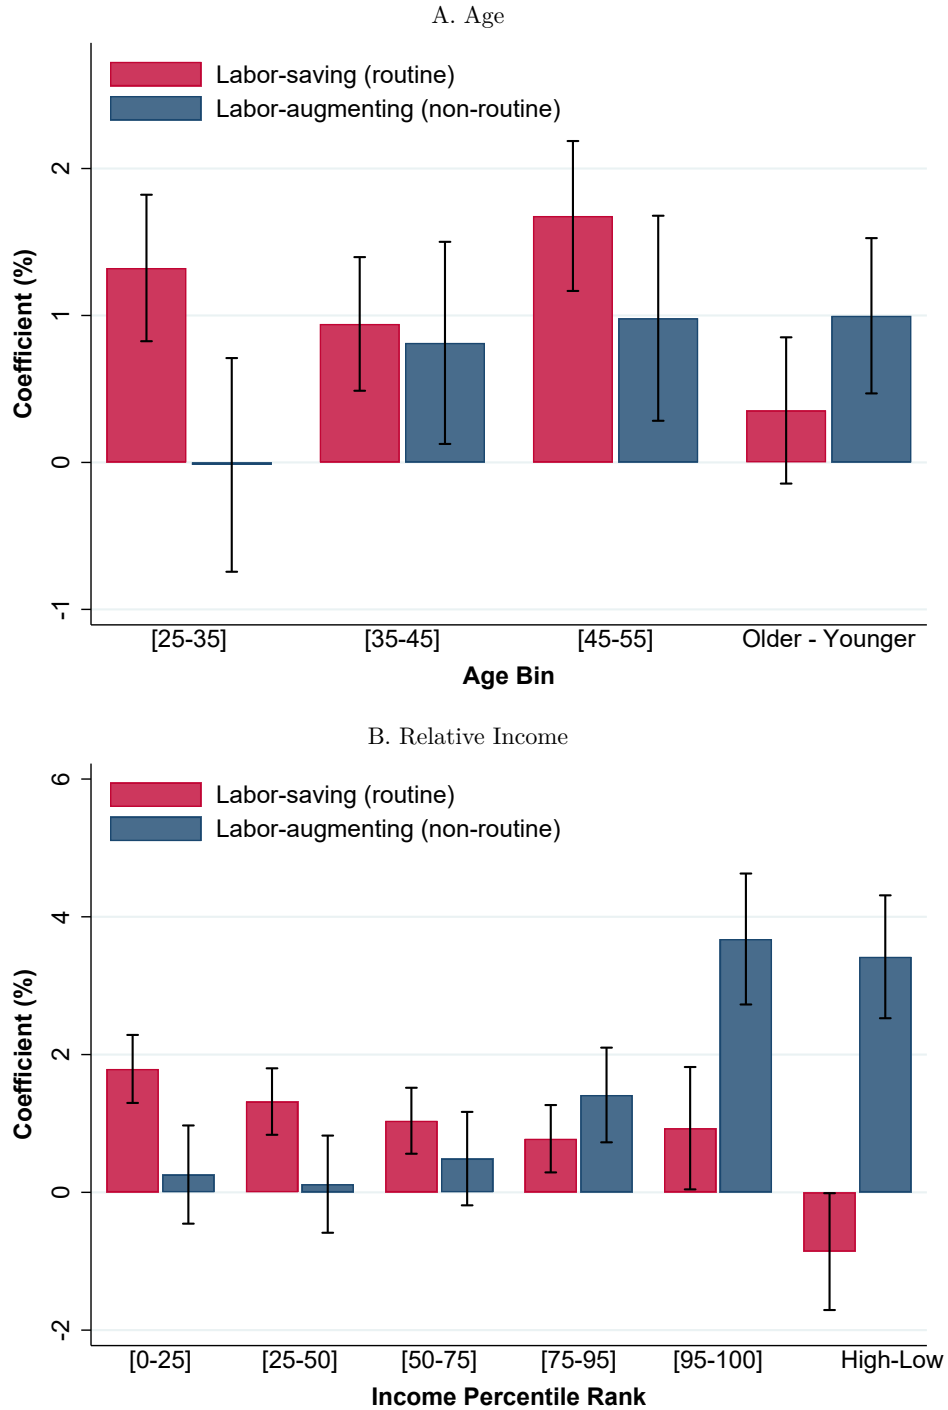 A. Age
Labor-saving (routine)
Labor-augmenting (non-routine)
Coefficient (%)
2
1
0
-1
[25-35] [35-45] [45-55] Older - Younger
Age Bin
B. Relative Income
Labor-saving (routine)
Labor-augmenting (non-routine)
Coefficient (%)
6
4
2
0
-2
[0-25] [25-50] [50-75] [75-95] [95-100] High-Low
Income Percentile Rank